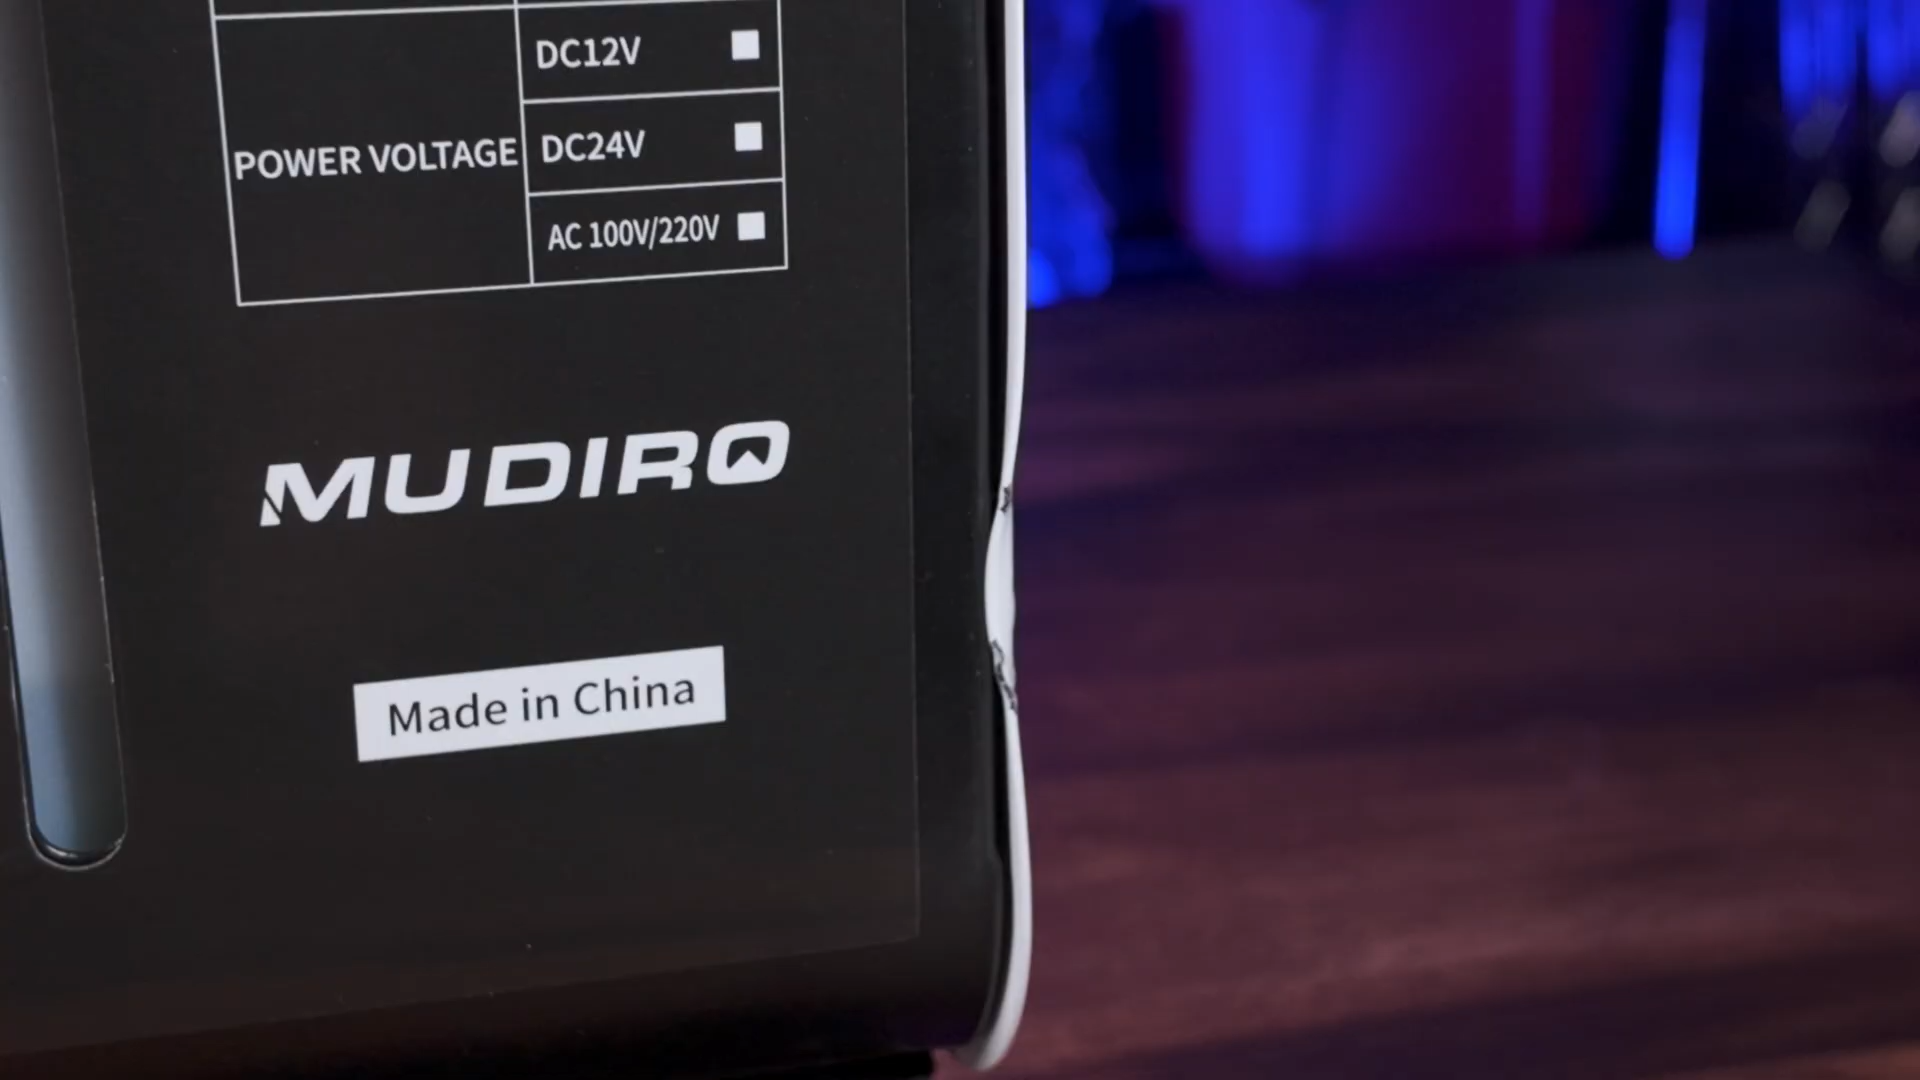 DC12V
POWER VOLTAGE DC24V
AC 100V/220V
MUDIRO
Made in China